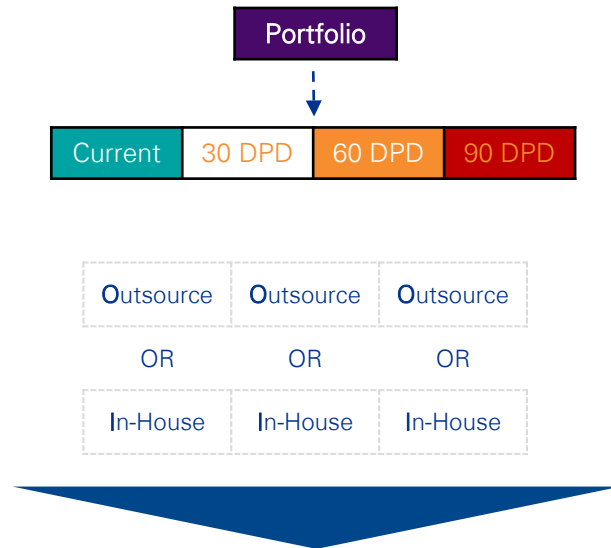 Portfolio
Current 30 DPD 60 DPD 90 DPD
Outsource Outsource Outsource
OR OR OR
In-House In-House In-House